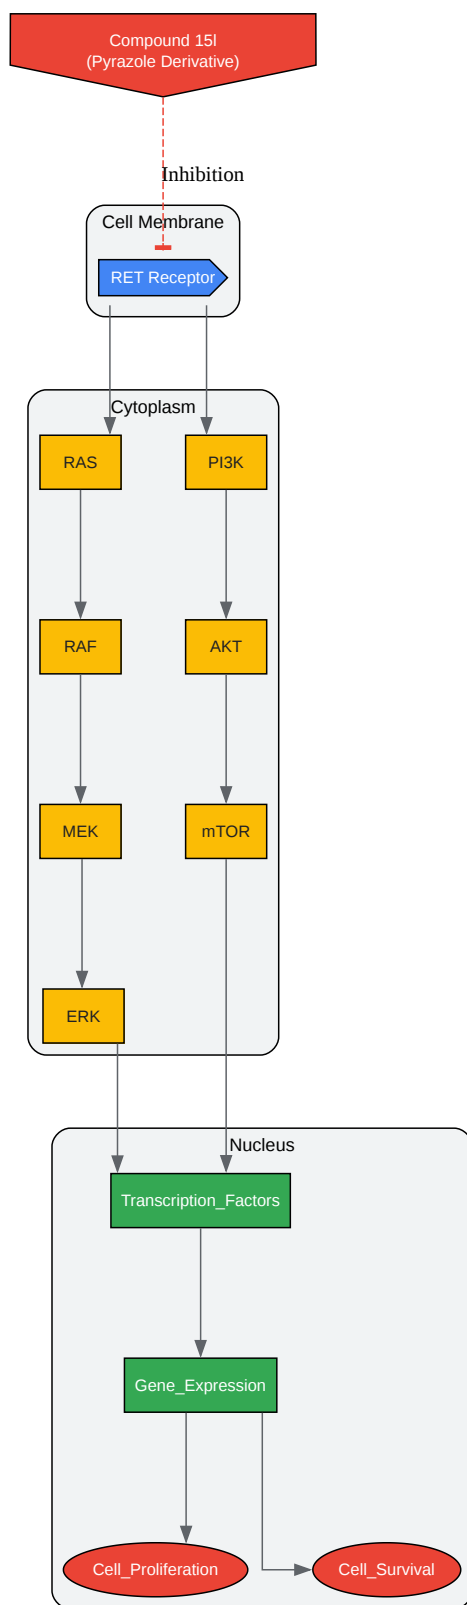 Compound 15l
(Pyrazole Derivative)
Inhibition
Cell Membrane
RET Receptor
Cytoplasm
RAS
PI3K
RAF
AKT
MEK
mTOR
ERK
Nucleus
Transcription_Factors
Gene_Expression
Cell_Proliferation
Cell_Survival